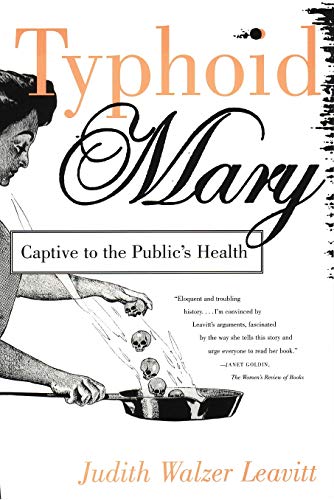 Typhoid
Mary
Captive to the Public's Health
"Eloquent and troubling
history. . . . I'm convinced by
Leavitt's arguments, fascinated
by the way she tells this story and
urge everyone to read her book."
—JANET GOLDIN,
The Women's Review of Books
Judith Walzer Leavitt